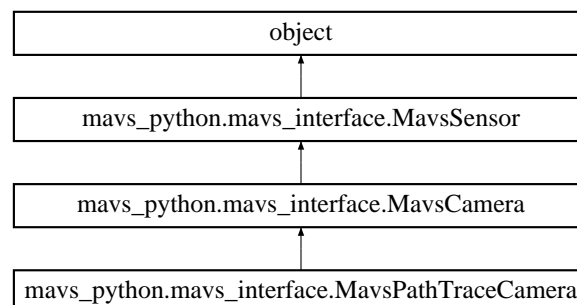 object
mavs_python.mavs_interface.MavsSensor
mavs_python.mavs_interface.MavsCamera
mavs_python.mavs_interface.MavsPathTraceCamera